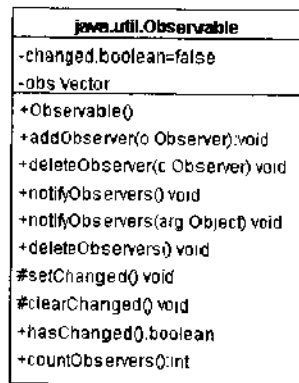 java.util.Observable
-changed.boolean=false
-obs Vector
+Observable()
+addObserver(o Observer):void
+deleteObserver(c Observer) void
+notifyObservers() void
+notifyObservers(arg Object) void
+deleteObservers() void
#setChanged() void
#clearChanged() void
+hasChanged().boolean
+countObservers():int